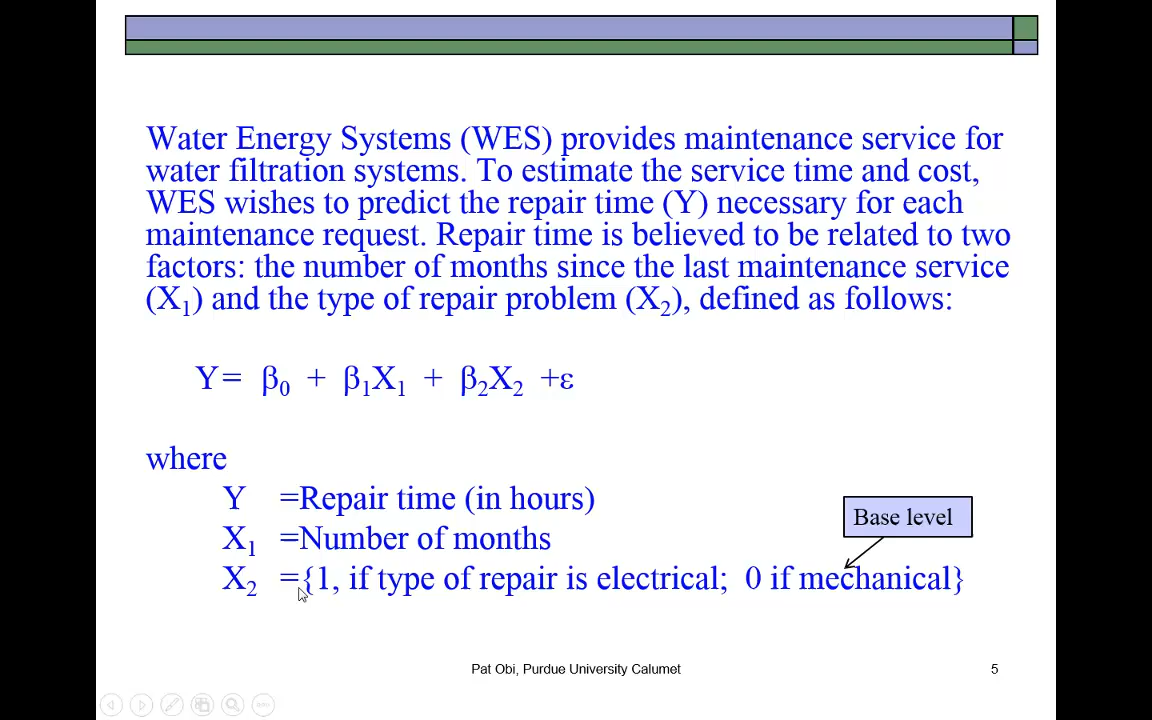 Water Energy Systems (WES) provides maintenance service for
water filtration systems. To estimate the service time and cost,
WES wishes to predict the repair time (Y) necessary for each
maintenance request. Repair time is believed to be related to two
factors: the number of months since the last maintenance service
(X₁) and the type of repair problem (X₂), defined as follows:
Y= β₀ + β₁X₁ + β₂X₂ +ε
where
Y =Repair time (in hours)
Base level
X₁ =Number of months
X₂ ={1, if type of repair is electrical; 0 if mechanical}
Pat Obi, Purdue University Calumet
5